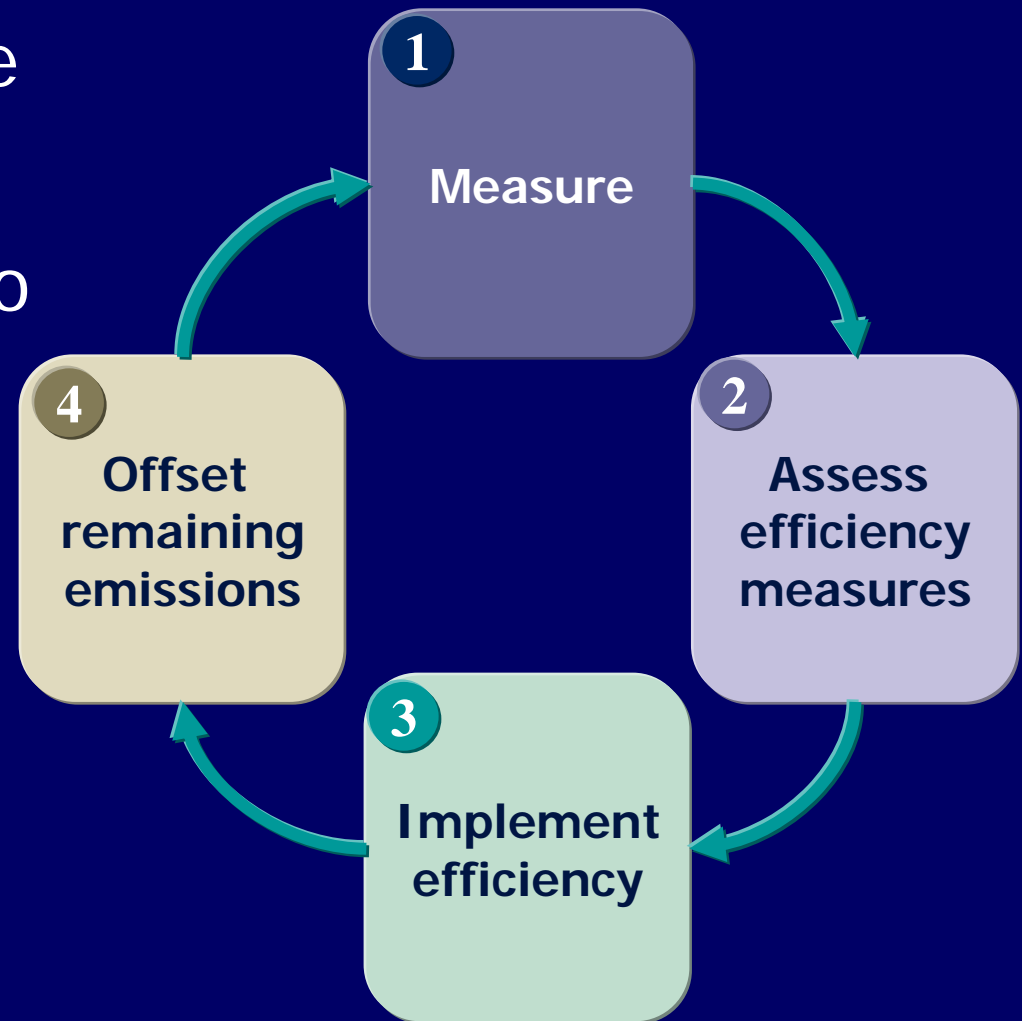 e
o
1
Measure
2
Assess
efficiency
measures
3
Implement
efficiency
4
Offset
remaining
emissions